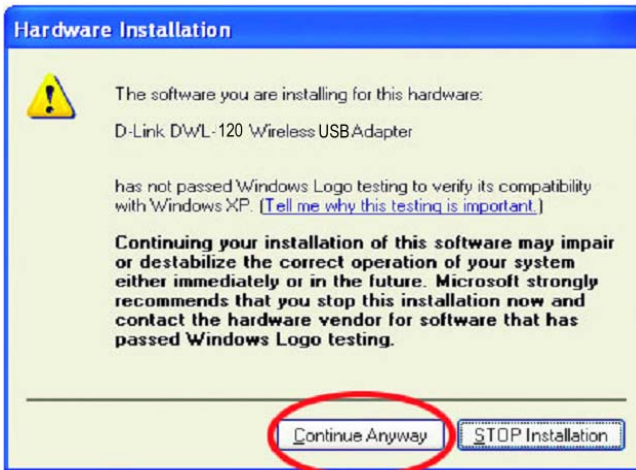 Hardware Installation
The software you are installing for this hardware:
D-Link DWL-120 Wireless USB Adapter
has not passed Windows Logo testing to verify its compatibility
with Windows XP. (Tell me why this testing is important.)
Continuing your installation of this software may impair
or destabilize the correct operation of your system
either immediately or in the future. Microsoft strongly
recommends that you stop this installation now and
contact the hardware vendor for software that has
passed Windows Logo testing.
Continue Anyway
STOP Installation